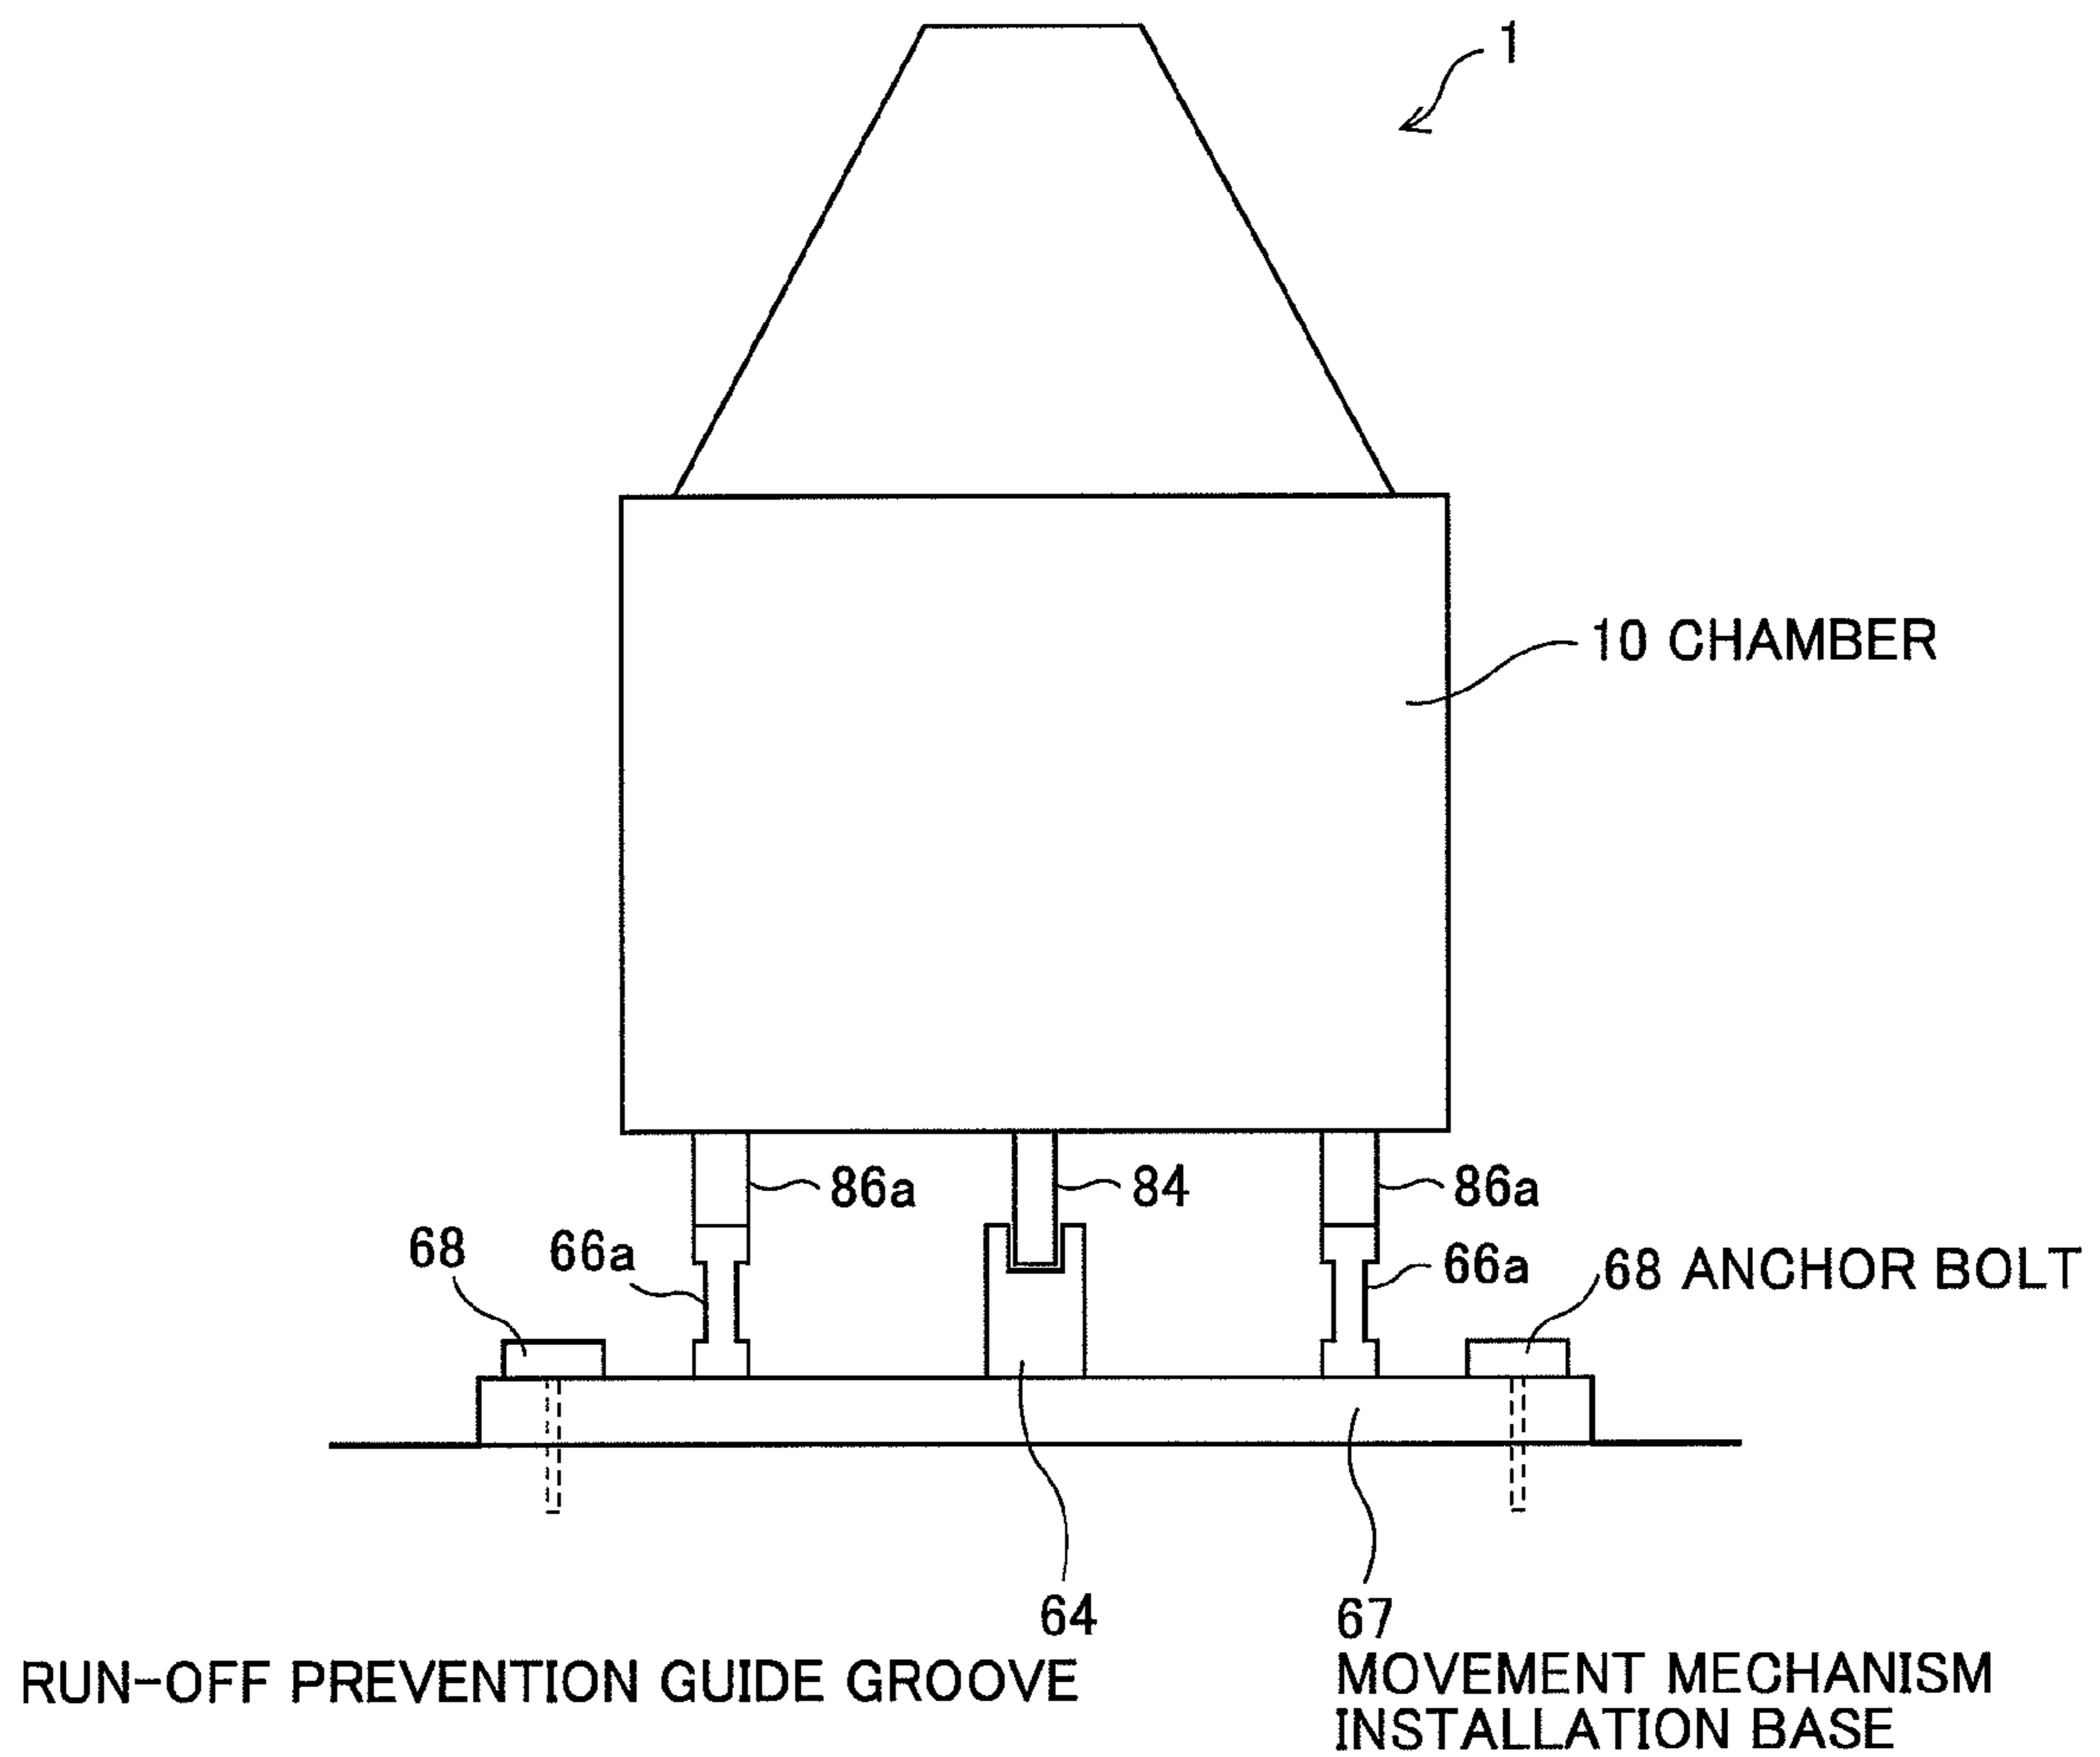 1
10 CHAMBER
86a
84
86a
68
66a
66a
68 ANCHOR BOLT
64
RUN-OFF PREVENTION GUIDE GROOVE
67
MOVEMENT MECHANISM
INSTALLATION BASE